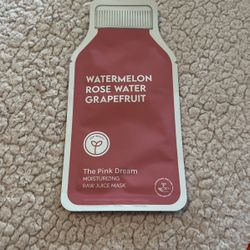 WATERMELON
ROSE WATER
GRAPEFRUIT
The Pink Dream
MOISTURIZING
RAW JUICE MASK